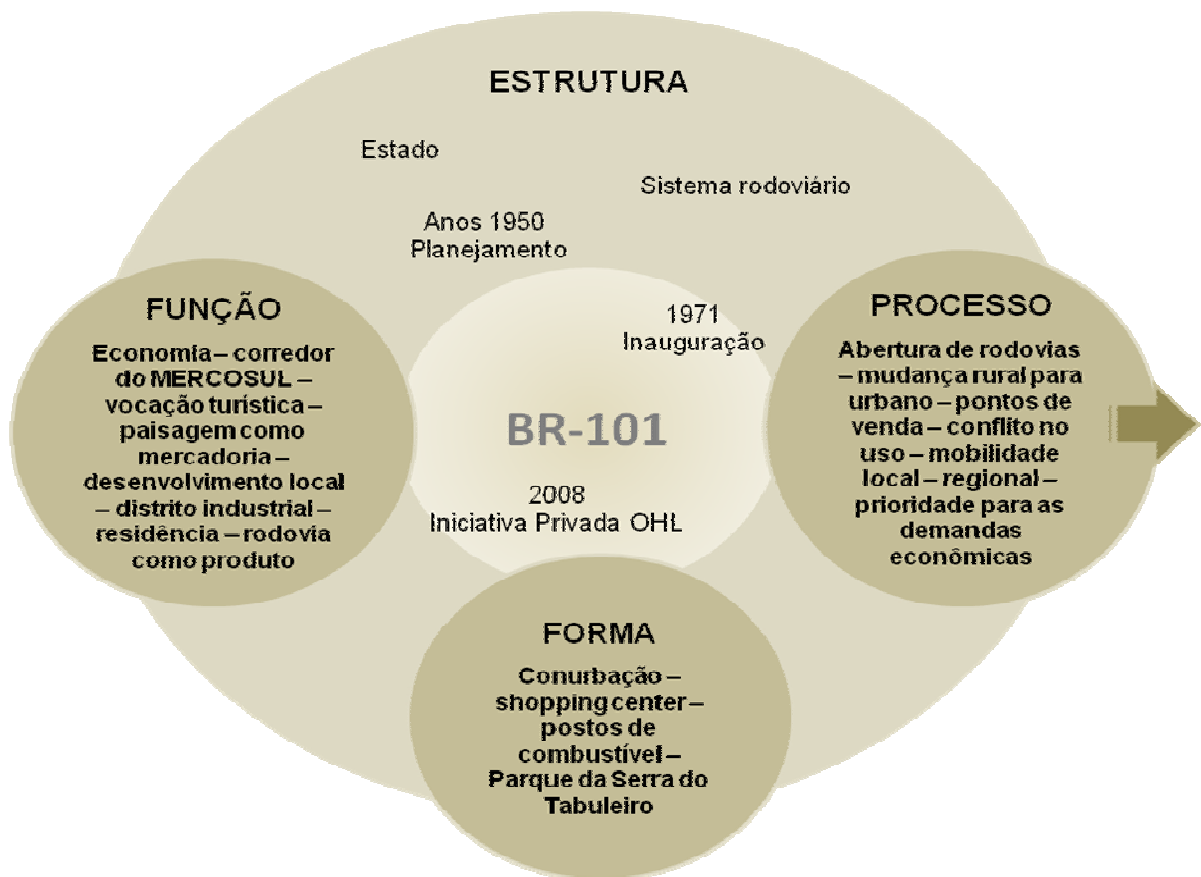 ESTRUTURA
Estado
Sistema rodoviário
Anos 1950
Planejamento
FUNÇÃO
Economia – corredor
do MERCOSUL –
vocação turística –
paisagem como
mercadoria –
desenvolvimento local
– distrito industrial –
residência – rodovia
como produto
1971
Inauguração
BR-101
2008
Iniciativa Privada OHL
PROCESSO
Abertura de rodovias
– mudança rural para
urbano – pontos de
venda – conflito no
uso – mobilidade
local – regional –
prioridade para as
demandas
econômicas
FORMA
Conurbação –
shopping center –
postos de
combustível –
Parque da Serra do
Tabuleiro